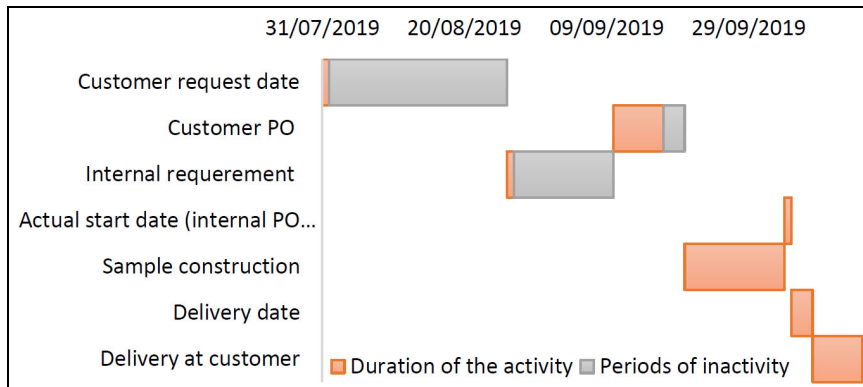 31/07/2019 20/08/2019 09/09/2019 29/09/2019
Customer request date
Customer PO
Internal requerement
Actual start date (internal PO...
Sample construction
Delivery date
Delivery at customer
Duration of the activity Periods of inactivity